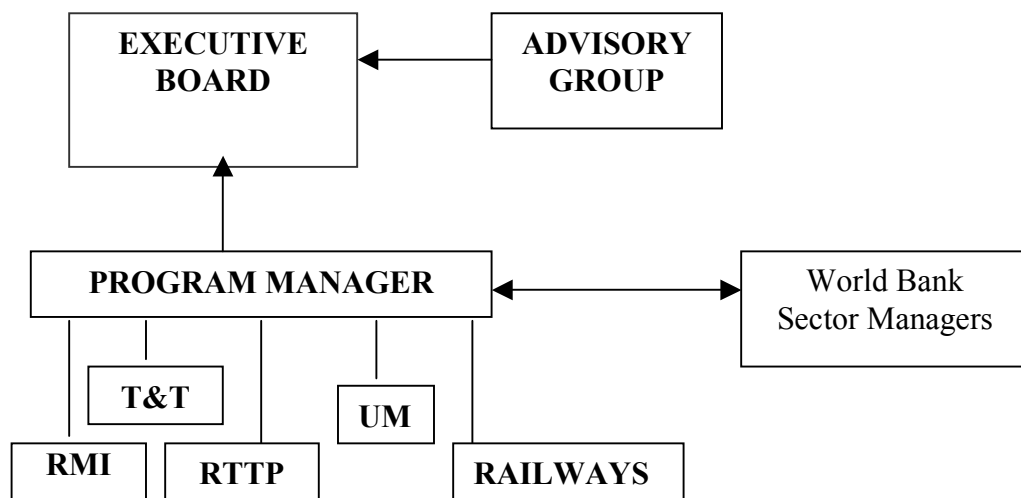 EXECUTIVE
BOARD
ADVISORY
GROUP
PROGRAM MANAGER
World Bank
Sector Managers
T&T
UM
RMI
RTTP
RAILWAYS